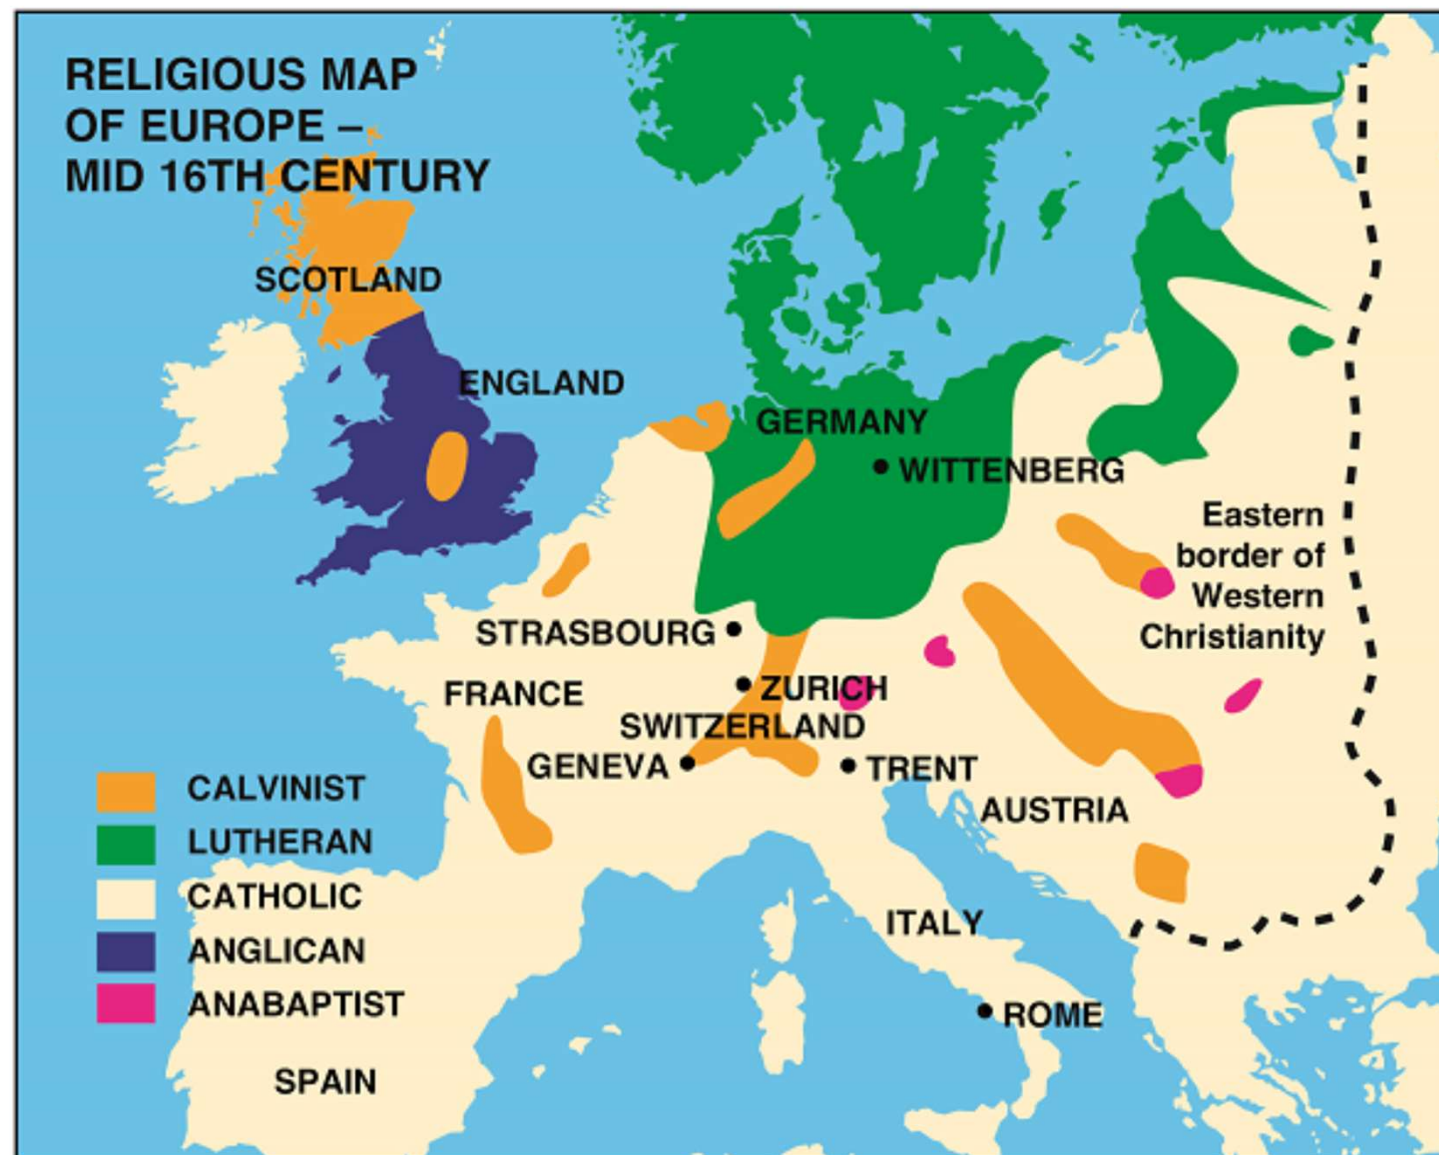 RELIGIOUS MAP
OF EUROPE –
MID 16TH CENTURY
SCOTLAND
ENGLAND
GERMANY
WITTENBERG
Eastern
border of
Western
Christianity
STRASBOURG
ZURICH
FRANCE
SWITZERLAND
GENEVA
TRENT
AUSTRIA
CALVINIST
LUTHERAN
CATHOLIC
ANGLICAN
ANABAPTIST
ITALY
ROME
SPAIN